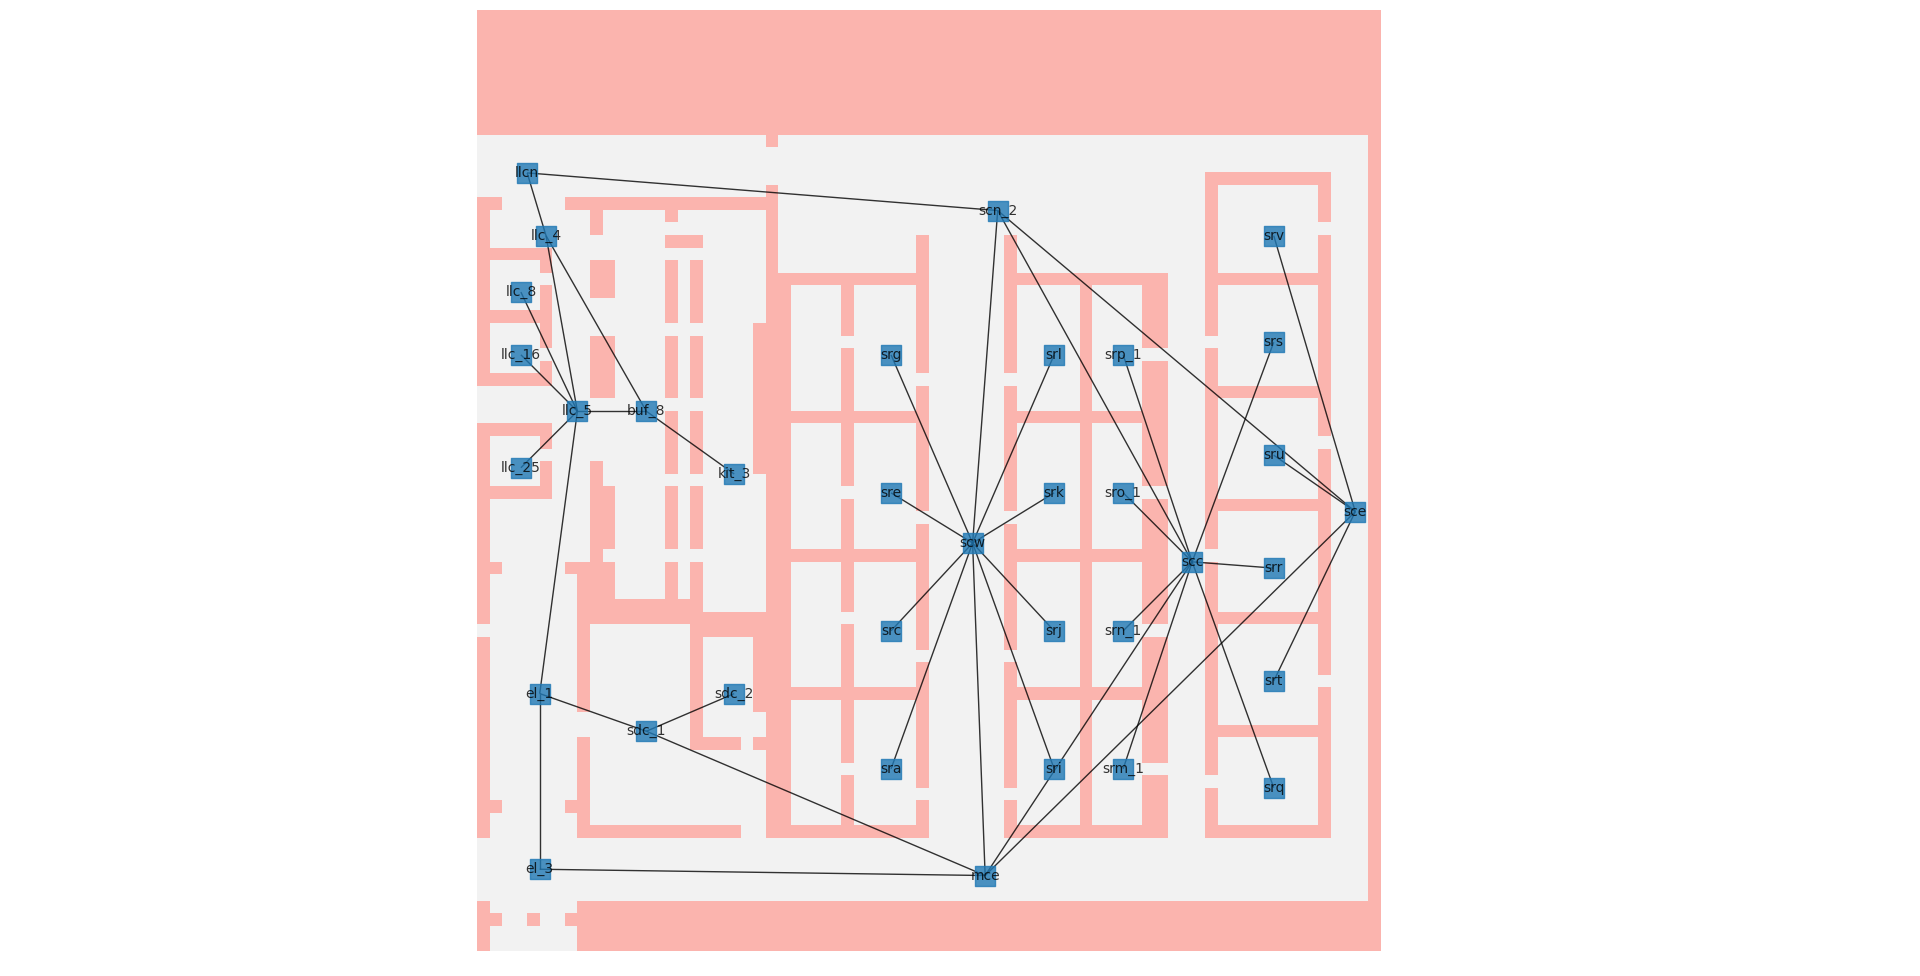 llcn
scn_2
llc_4
srv
llc_8
srs
llc_16
srg
srl
srp_1
llc_5
buf_8
sru
llc_25
kit_3
sre
srk
sro_1
sce
scw
scc
srr
src
srj
srn_1
srt
el_1
sdc_2
sdc_1
sra
sri
srm_1
srq
el_3
mce